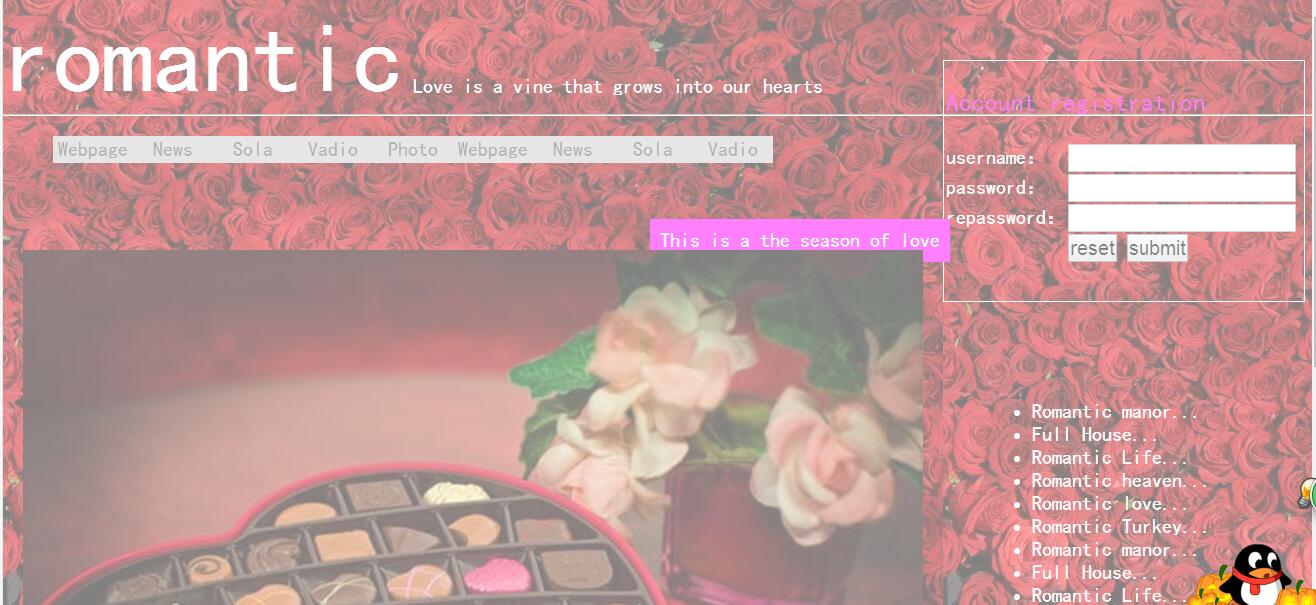 romantic Love is a vine that grows into our hearts
Webpage News Sola Vadio Photo Webpage News Sola Vadio
This is a the season of love
Account registration
username:
password:
repassword:
reset submit
Romantic manor...
Full House...
Romantic Life...
Romantic heaven...
Romantic love...
Romantic Turkey...
Romantic manor...
Full House...
Romantic Life...